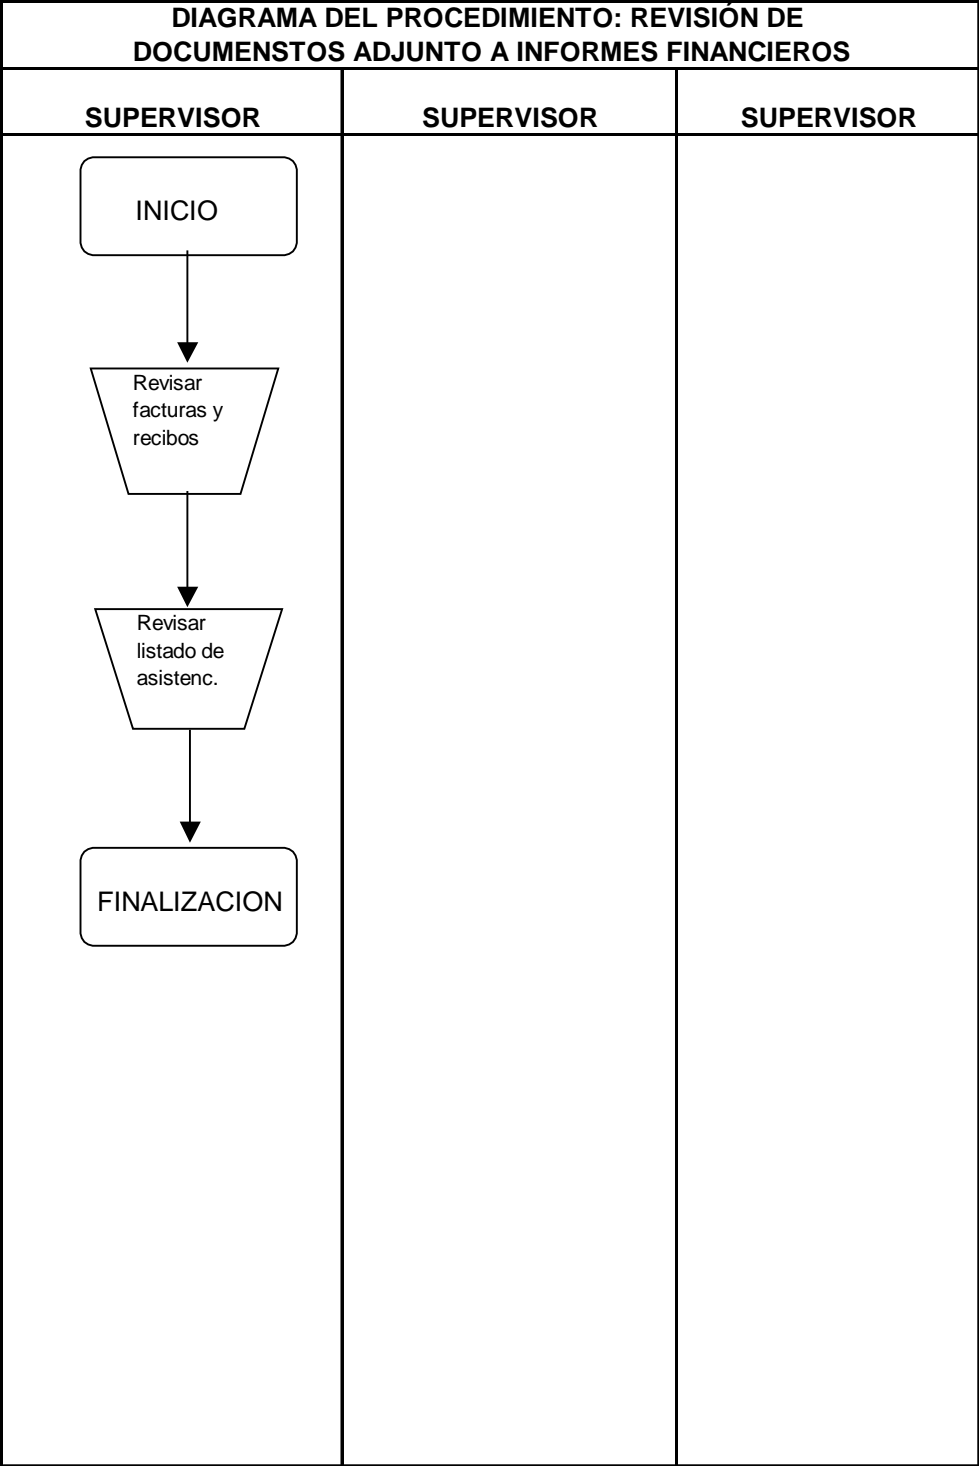 DIAGRAMA DEL PROCEDIMIENTO: REVISIÓN DE
DOCUMENSTOS ADJUNTO A INFORMES FINANCIEROS
SUPERVISOR
SUPERVISOR
SUPERVISOR
INICIO
Revisar
facturas y
recibos
Revisar
listado de
asistenc.
FINALIZACION